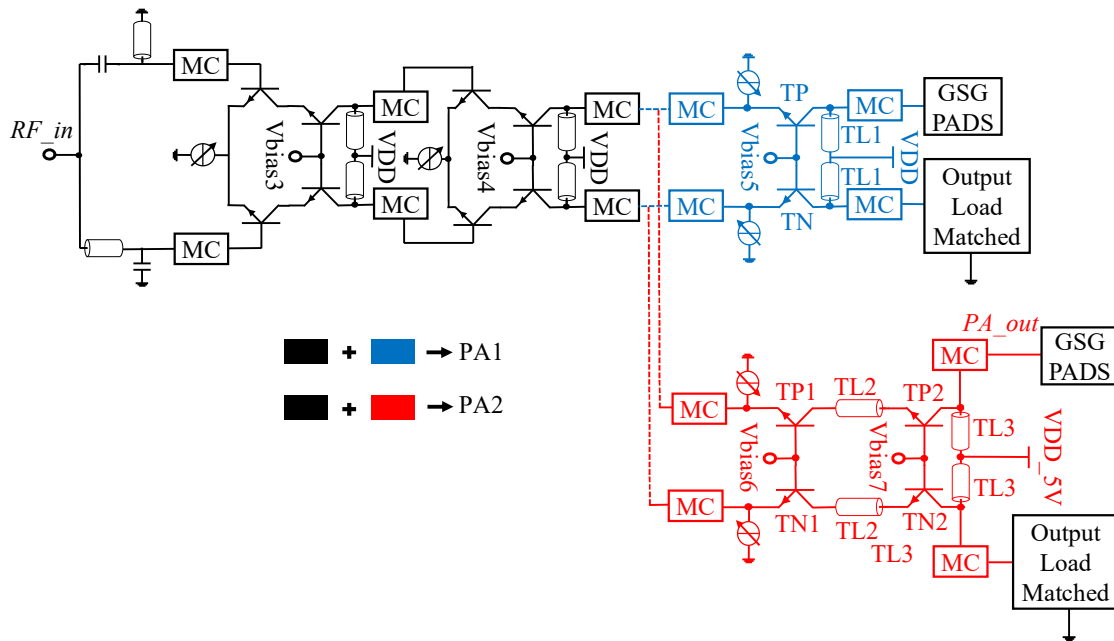 RF_in
MC
MC
Vbias3
VDD
MC
MC
Vbias4
VDD
MC
MC
MC
MC
Vbias5
TP
TN
TL1
TL1
VDD
MC
MC
GSG
PADS
Output
Load
Matched
+
PA1
+
PA2
MC
MC
Vbias6
TP1
TN1
TL2
TL2
Vbias7
TP2
TN2
TL3
TL3
TL3
VDD_5V
PA_out
MC
MC
GSG
PADS
Output
Load
Matched